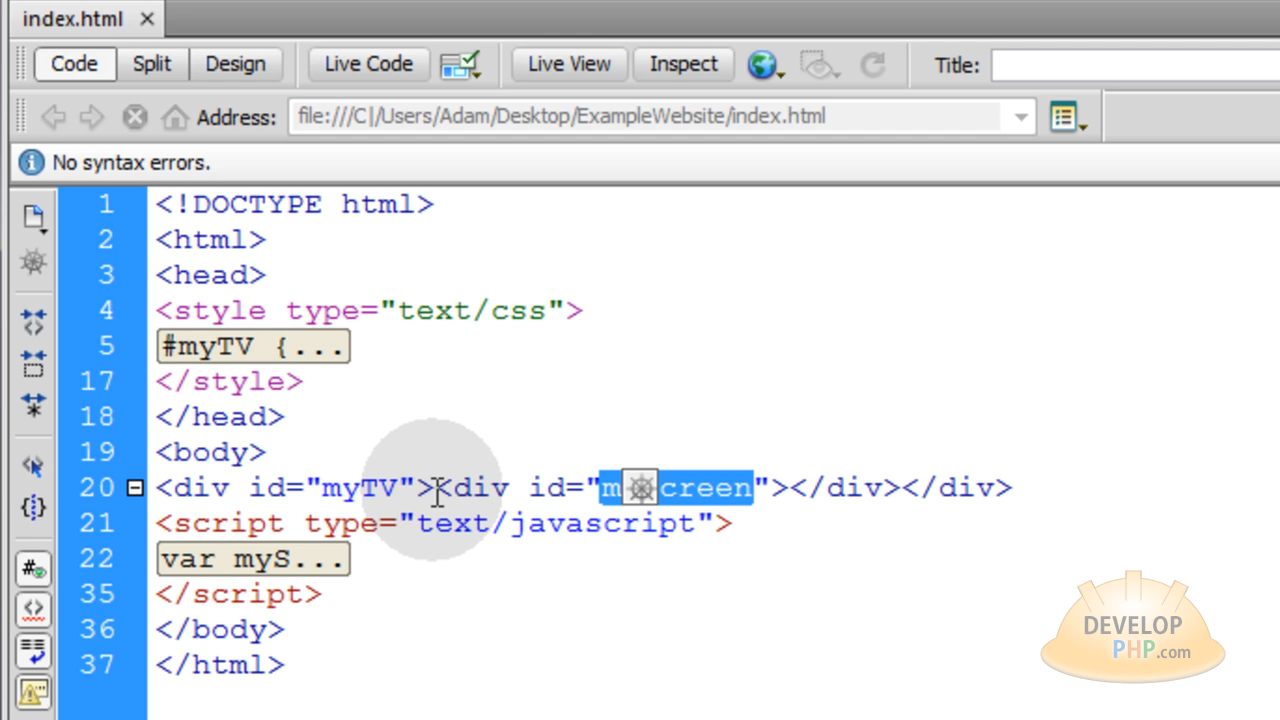 index.html ×
Code Split Design Live Code Live View Inspect Title:
Address: file:///C|/Users/Adam/Desktop/ExampleWebsite/index.html
No syntax errors.
1 <!DOCTYPE html>
2 <html>
3 <head>
4 <style type="text/css">
5 #myTV {...
17 </style>
18 </head>
19 <body>
20 <div id="myTV"><div id="m creen"></div></div>
21 <script type="text/javascript">
22 var myS...
35 </script>
36 </body>
37 </html>
DEVELOP
PHP.com